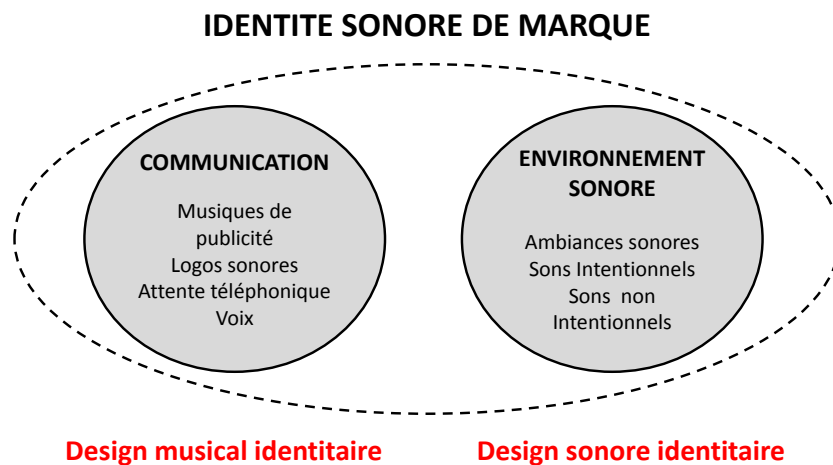 IDENTITE SONORE DE MARQUE
COMMUNICATION
Musiques de
publicité
Logos sonores
Attente téléphonique
Voix
ENVIRONNEMENT
SONORE
Ambiances sonores
Sons Intentionnels
Sons non
Intentionnels
Design musical identitaire
Design sonore identitaire